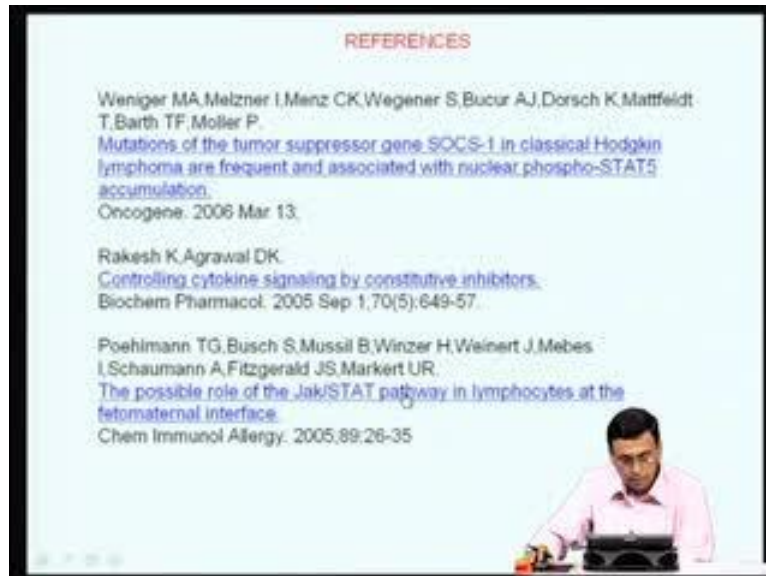 REFERENCES
Weniger MA,Melzner I,Menz CK,Wegener S,Bucur AJ,Dorsch K,Mattfeldt
T,Barth TF,Moller P.
Mutations of the tumor suppressor gene SOCS-1 in classical Hodgkin
lymphoma are frequent and associated with nuclear phospho-STAT5
accumulation.
Oncogene. 2006 Mar 13;
Rakesh K,Agrawal DK.
Controlling cytokine signaling by constitutive inhibitors.
Biochem Pharmacol. 2005 Sep 1;70(5):649-57.
Poehlmann TG,Busch S,Mussil B,Winzer H,Weinert J,Mebes
I,Schaumann A,Fitzgerald JS,Markert UR.
The possible role of the Jak/STAT pathway in lymphocytes at the
fetomaternal interface.
Chem Immunol Allergy. 2005;89:26-35